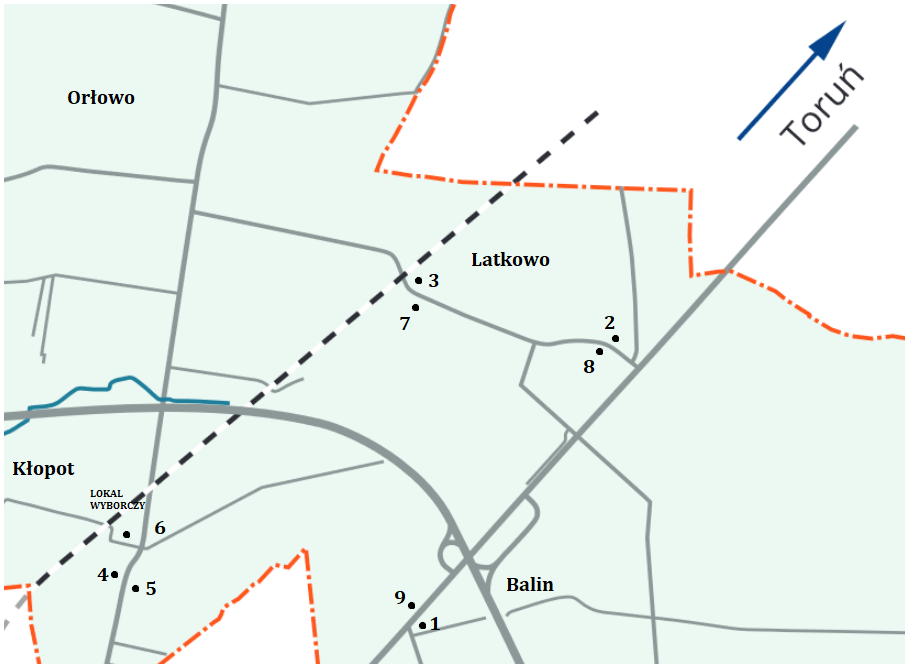 Orłowo
Toruń
Latkowo
3
7
2
8
Kłopot
LOKAL
WYBORCZY
6
4
5
Balin
9
1